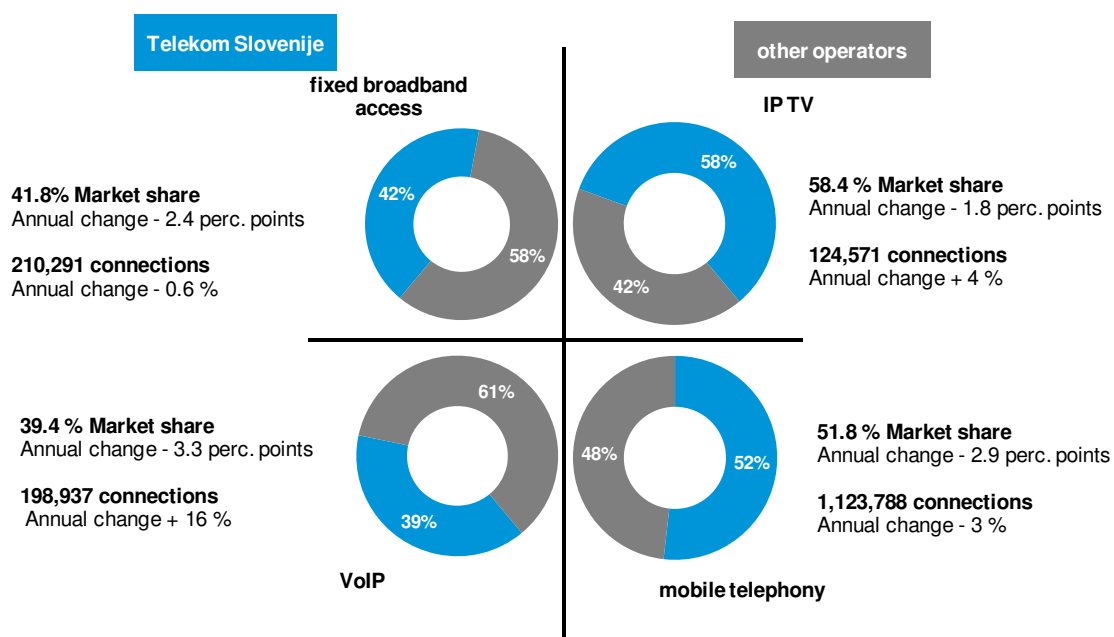 Telekom Slovenije
other operators
fixed broadband
access
42%
58%
41.8% Market share
Annual change - 2.4 perc. points
210,291 connections
Annual change - 0.6 %
IP TV
58%
42%
58.4 % Market share
Annual change - 1.8 perc. points
124,571 connections
Annual change + 4 %
39.4 % Market share
Annual change - 3.3 perc. points
198,937 connections
Annual change + 16 %
61%
39%
VoIP
48%
52%
51.8 % Market share
Annual change - 2.9 perc. points
1,123,788 connections
Annual change - 3 %
mobile telephony